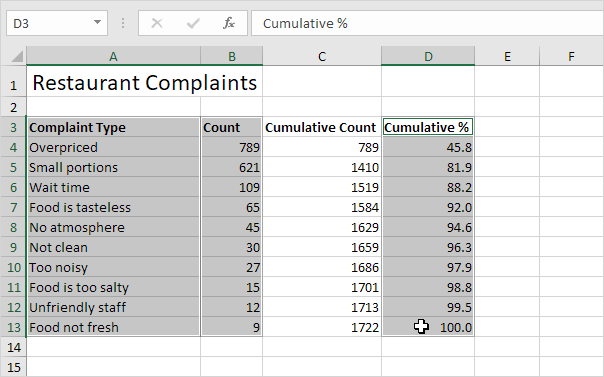 D3 Cumulative %
A B C D E F
1 Restaurant Complaints
2
3 Complaint Type Count Cumulative Count Cumulative %
4 Overpriced 789 789 45.8
5 Small portions 621 1410 81.9
6 Wait time 109 1519 88.2
7 Food is tasteless 65 1584 92.0
8 No atmosphere 45 1629 94.6
9 Not clean 30 1659 96.3
10 Too noisy 27 1686 97.9
11 Food is too salty 15 1701 98.8
12 Unfriendly staff 12 1713 99.5
13 Food not fresh 9 1722 100.0
14
15